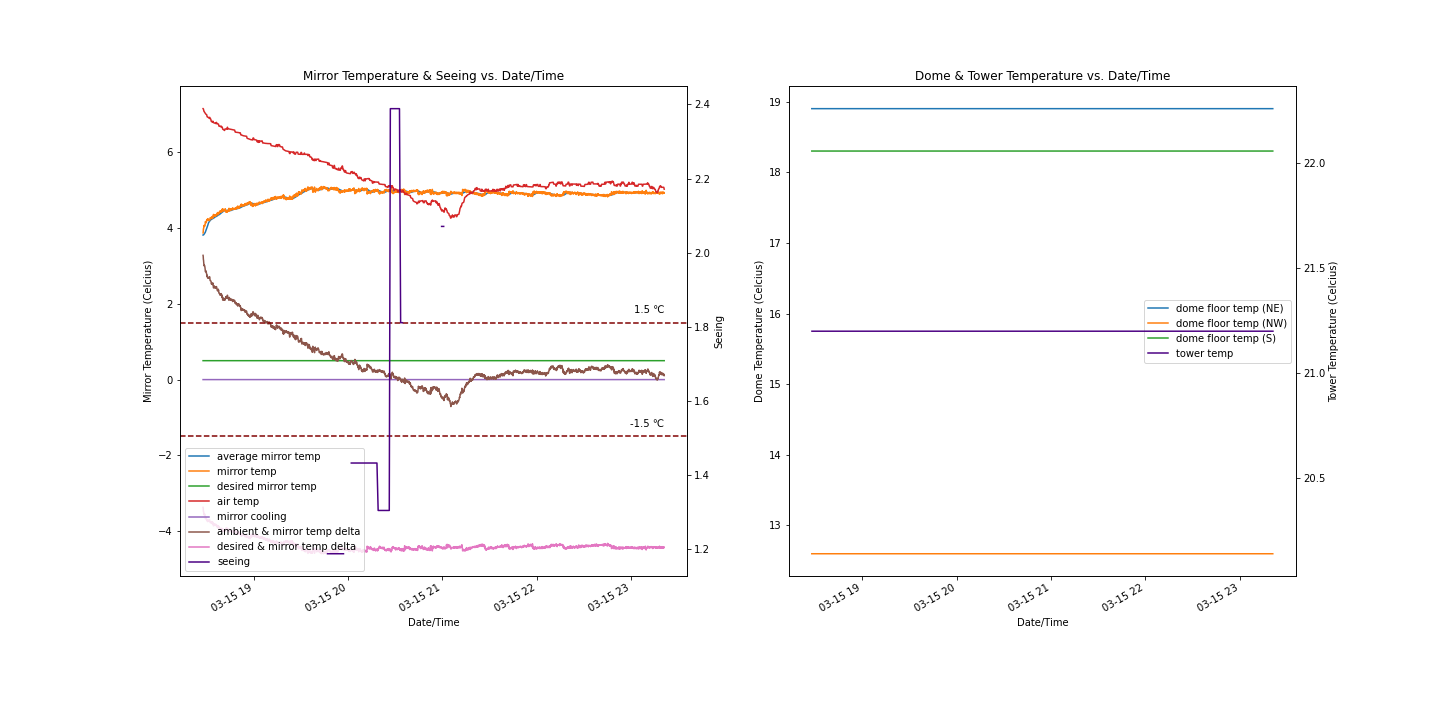 Mirror Temperature & Seeing vs. Date/Time
Mirror Temperature (Celcius)
6
4
2
0
−2
−4
2.4
2.2
2.0
1.8
1.6
1.4
1.2
Seeing
1.5 °C
-1.5 °C
average mirror temp
mirror temp
desired mirror temp
air temp
mirror cooling
ambient & mirror temp delta
desired & mirror temp delta
seeing
03-15 19
03-15 20
03-15 21
03-15 22
03-15 23
Date/Time
Dome & Tower Temperature vs. Date/Time
Dome Temperature (Celcius)
19
18
17
16
15
14
13
22.0
21.5
21.0
20.5
Tower Temperature (Celcius)
dome floor temp (NE)
dome floor temp (NW)
dome floor temp (S)
tower temp
03-15 19
03-15 20
03-15 21
03-15 22
03-15 23
Date/Time